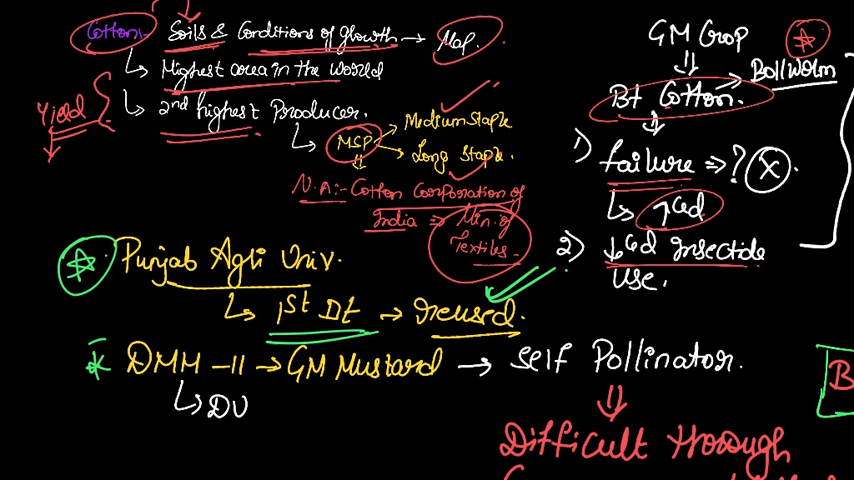 Cotton:- Soils & Conditions of growth → Map.
↳ Highest area in the world
Yield
↳ 2nd highest Producer.
↳ MSP → Medium Staple
→ Long Staple.
N.A:- Cotton Corporation of
India ⇒ Min. of
Textiles.
GM Crop
⇓
Bt Cotton. → Bollworm
⇓
1) failure ⇒ ? X
↳ ↑ed
2) ↓ed Insecticide
use.
Punjab Agri Univ.
↳ 1st Bt →
DMH -11 → GM Mustard → Self Pollinator.
↳ DU
⇓
Difficult through
B